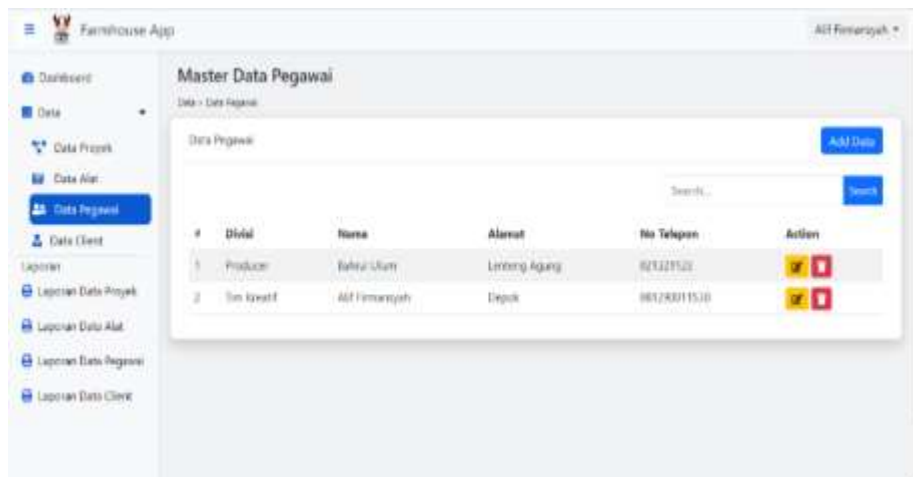 Farmhouse App
Alif Firmansyah
Dashboard
Data
Data Proyek
Data Alat
Data Pegawai
Data Client
Laporan
Laporan Data Proyek
Laporan Data Alat
Laporan Data Pegawai
Laporan Data Client
Master Data Pegawai
Data > Data Pegawai
Data Pegawai
Add Data
Search...
Search
# Divisi Nama Alamat No Telepon Action
1 Producer Bahrul Ulum Lenteng Agung
2 Tim Kreatif Alif Firmansyah Depok